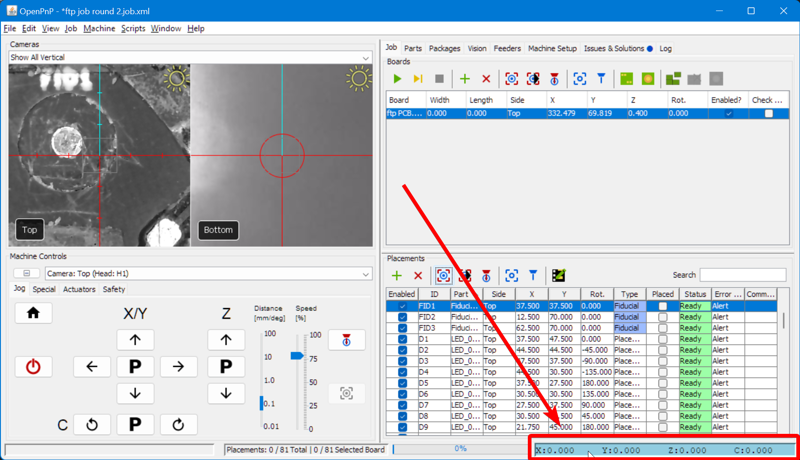 OpenPnP - *ftp job round 2.job.xml
File Edit View Job Machine Scripts Window Help
Cameras
Show All Vertical
Top
Bottom
Machine Controls
Camera: Top (Head: H1)
Jog Special Actuators Safety
X/Y
Z
Distance
[mm/deg]
Speed
[%]
100
10
1.0
0.1
0.01
100
75
50
25
0
P
P
C
P
Job Parts Packages Vision Feeders Machine Setup Issues & Solutions Log
Boards
Board Width Length Side X Y Z Rot. Enabled? Check ...
ftp PCB.... 0.000 0.000 Top 332.479 69.819 0.400 0.000
Placements
Search
Enabled ID Part Side X Y Rot. Type Placed Status Error ... Comm...
FID1 Fiduci... Top 37.500 37.500 0.000 Fiducial Ready Alert
FID2 Fiduci... Top 12.500 70.000 0.000 Fiducial Ready Alert
FID3 Fiduci... Top 62.500 70.000 0.000 Fiducial Ready Alert
D1 LED_0... Top 37.500 47.500 0.000 Place... Ready Alert
D2 LED_0... Top 44.500 44.500 -45.000 Place... Ready Alert
LED_0... Top 37.500 -90.000 Place... Ready Alert
LED_0... Top 44.500 30.500 -135.000 Place... Ready Alert
D5 LED_0... Top 37.500 27.500 180.000 Place... Ready Alert
D6 LED_0... Top 30.500 30.500 135.000 Place... Ready Alert
D7 LED_0... Top 27.500 90.000 Place... Ready Alert
D8 LED_0... Top 30.500 45.000 Place... Ready Alert
D9 LED_0... Top 21.750 45.000 180.000 Place... Ready Alert
Placements: 0 / 81 Total | 0 / 81 Selected Board
0%
X:0.000 Y:0.000 Z:0.000 C:0.000